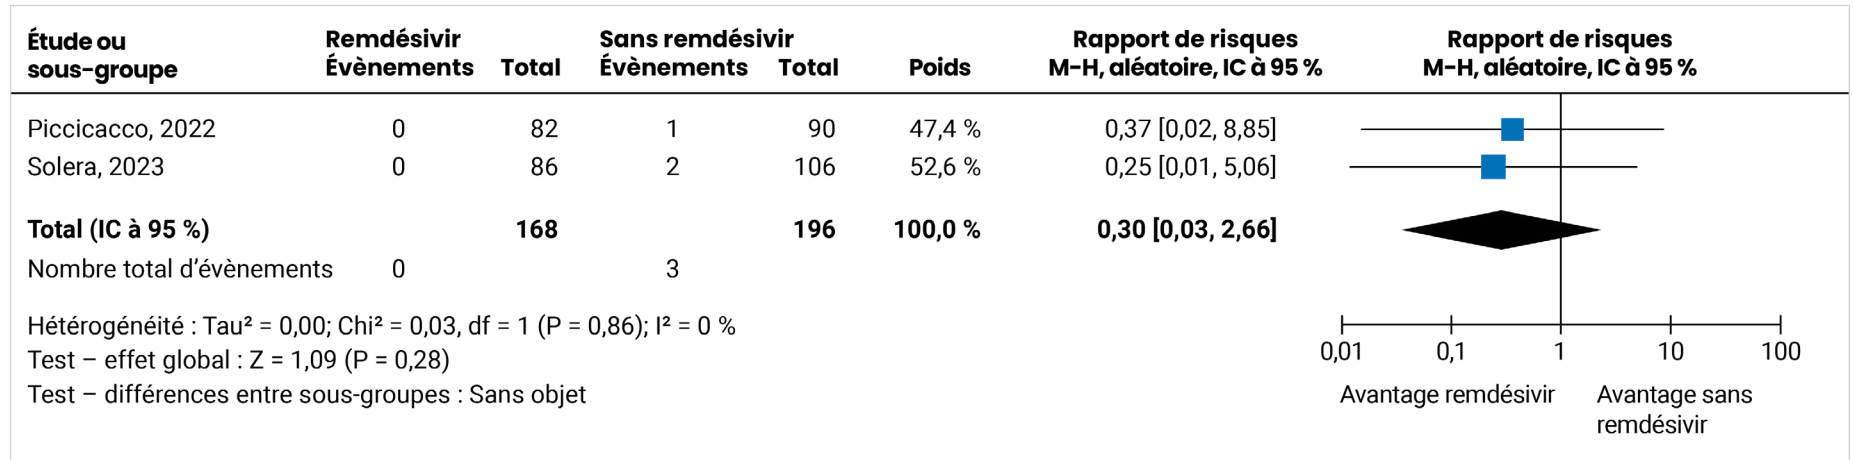 Étude ou Remdésivir Sans remdésivir Rapport de risques Rapport de risques
sous-groupe Évènements Total Évènements Total Poids M-H, aléatoire, IC à 95 % M-H, aléatoire, IC à 95 %
Piccicacco, 2022 0 82 1 90 47,4 % 0,37 [0,02, 8,85]
Solera, 2023 0 86 2 106 52,6 % 0,25 [0,01, 5,06]
Total (IC à 95 %) 168 196 100,0 % 0,30 [0,03, 2,66]
Nombre total d’évènements 0 3
Hétérogénéité : Tau² = 0,00; Chi² = 0,03, df = 1 (P = 0,86); I² = 0 %
Test – effet global : Z = 1,09 (P = 0,28)
Test – différences entre sous-groupes : Sans objet
0,01 0,1 1 10 100
Avantage remdésivir Avantage sans
remdésivir